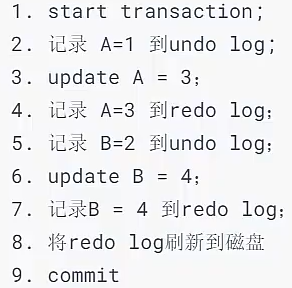 1. start transaction;
2. 记录 A=1 到undo log;
3. update A = 3；
4. 记录 A=3 到redo log；
5. 记录 B=2 到undo log；
6. update B = 4；
7. 记录B = 4 到redo log；
8. 将redo log刷新到磁盘
9. commit